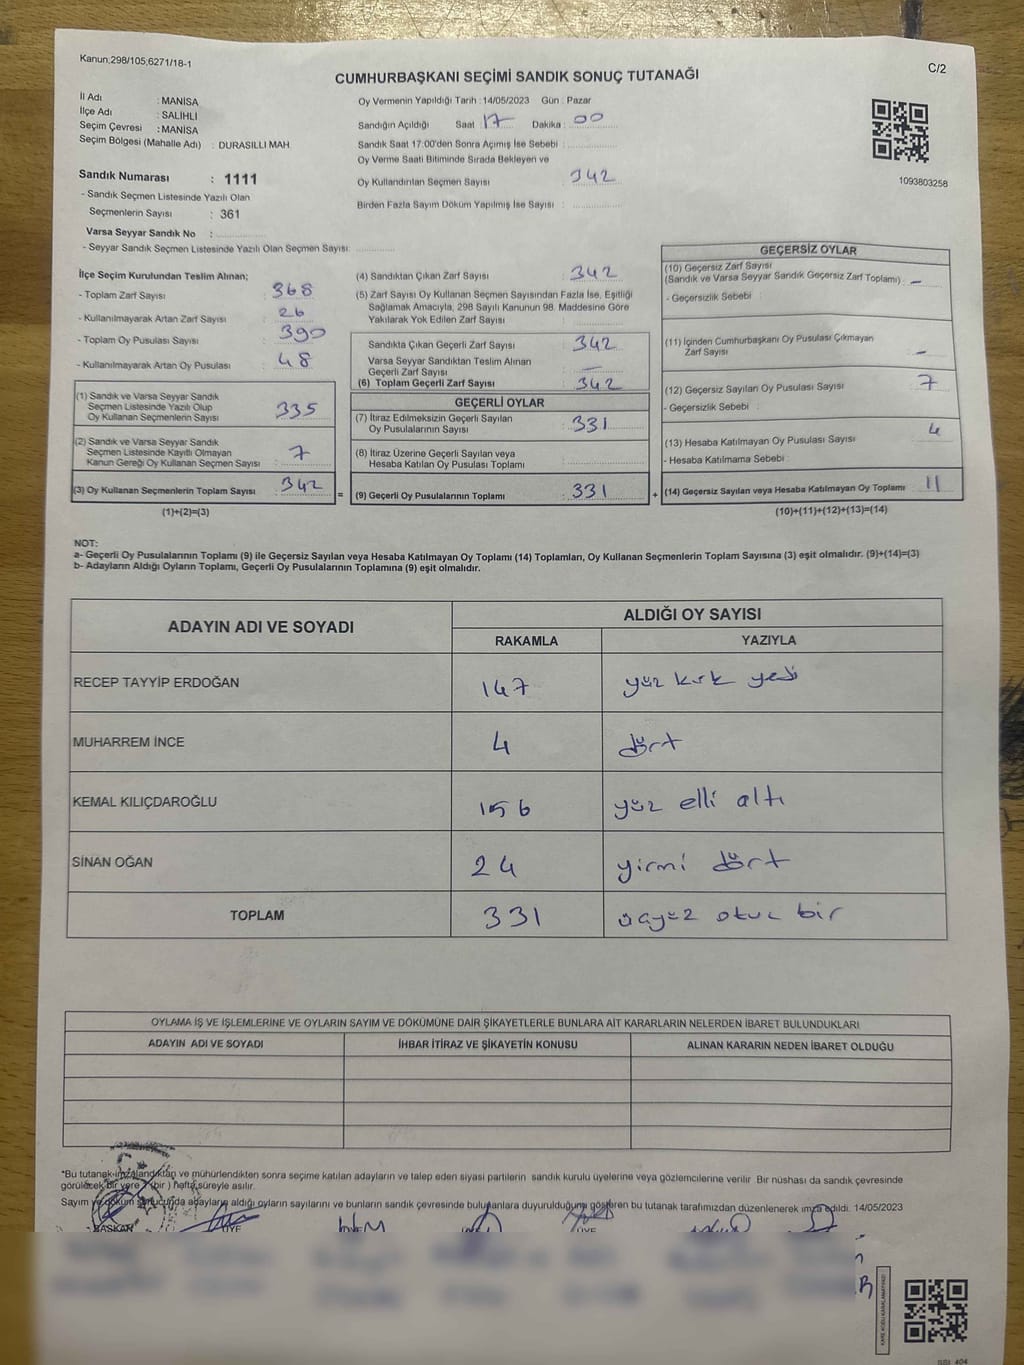 Kanun;298/105;6271/18-1
C/2
CUMHURBAŞKANI SEÇİMİ SANDIK SONUÇ TUTANAĞI
İl Adı : MANİSA
İlçe Adı : SALİHLİ
Seçim Çevresi : MANİSA
Seçim Bölgesi (Mahalle Adı) : DURASILLI MAH.
Sandık Numarası : 1111
- Sandık Seçmen Listesinde Yazılı Olan
Seçmenlerin Sayısı : 361
Varsa Seyyar Sandık No :
- Seyyar Sandık Seçmen Listesinde Yazılı Olan Seçmen Sayısı:
Oy Vermenin Yapıldığı Tarih : 14/05/2023 Gün : Pazar
Sandığın Açıldığı Saat : 17 Dakika : 00
Sandık Saat 17:00'den Sonra Açımış İse Sebebi :
Oy Verme Saati Bitiminde Sırada Bekleyen ve
Oy Kullandırılan Seçmen Sayısı : 342
Birden Fazla Sayım Döküm Yapılmış İse Sayısı :
1093803258
İlçe Seçim Kurulundan Teslim Alınan;
- Toplam Zarf Sayısı : 368
- Kullanılmayarak Artan Zarf Sayısı : 26
- Toplam Oy Pusulası Sayısı : 390
- Kullanılmayarak Artan Oy Pusulası : 48
(1) Sandık ve Varsa Seyyar Sandık
Seçmen Listesinde Yazılı Olup
Oy Kullanan Seçmenlerin Sayısı : 335
(2) Sandık ve Varsa Seyyar Sandık
Seçmen Listesinde Kayıtlı Olmayan
Kanun Gereği Oy Kullanan Seçmen Sayısı : 7
(3) Oy Kullanan Seçmenlerin Toplam Sayısı : 342
(1)+(2)=(3)
(4) Sandıktan Çıkan Zarf Sayısı : 342
(5) Zarf Sayısı Oy Kullanan Seçmen Sayısından Fazla İse, Eşitliği
Sağlamak Amacıyla, 298 Sayılı Kanunun 98. Maddesine Göre
Yakılarak Yok Edilen Zarf Sayısı :
Sandıkta Çıkan Geçerli Zarf Sayısı : 342
Varsa Seyyar Sandıktan Teslim Alınan
Geçerli Zarf Sayısı : -
(6) Toplam Geçerli Zarf Sayısı : 342
GEÇERLİ OYLAR
(7) İtiraz Edilmeksizin Geçerli Sayılan
Oy Pusulalarının Sayısı : 331
(8) İtiraz Üzerine Geçerli Sayılan veya
Hesaba Katılan Oy Pusulası Toplamı :
= (9) Geçerli Oy Pusulalarının Toplamı : 331
GEÇERSİZ OYLAR
(10) Geçersiz Zarf Sayısı
(Sandık ve Varsa Seyyar Sandık Geçersiz Zarf Toplamı) : -
- Geçersizlik Sebebi :
(11) İçinden Cumhurbaşkanı Oy Pusulası Çıkmayan
Zarf Sayısı -
(12) Geçersiz Sayılan Oy Pusulası Sayısı : 7
- Geçersizlik Sebebi :
(13) Hesaba Katılmayan Oy Pusulası Sayısı : 4
- Hesaba Katılmama Sebebi :
+ (14) Geçersiz Sayılan veya Hesaba Katılmayan Oy Toplamı : 11
(10)+(11)+(12)+(13)=(14)
NOT:
a- Geçerli Oy Pusulalarının Toplamı (9) ile Geçersiz Sayılan veya Hesaba Katılmayan Oy Toplamı (14) Toplamları, Oy Kullanan Seçmenlerin Toplam Sayısına (3) eşit olmalıdır. (9)+(14)=(3)
b- Adayların Aldığı Oyların Toplamı, Geçerli Oy Pusulalarının Toplamına (9) eşit olmalıdır.
ADAYIN ADI VE SOYADI
ALDIĞI OY SAYISI
RAKAMLA YAZIYLA
RECEP TAYYİP ERDOĞAN 147 yüz kırk yedi
MUHARREM İNCE 4 dört
KEMAL KILIÇDAROĞLU 156 yüz elli altı
SİNAN OĞAN 24 yirmi dört
TOPLAM 331 üçyüz otuz bir
OYLAMA İŞ VE İŞLEMLERİNE VE OYLARIN SAYIM VE DÖKÜMÜNE DAİR ŞİKAYETLERLE BUNLARA AİT KARARLARIN NELERDEN İBARET BULUNDUKLARI
ADAYIN ADI VE SOYADI İHBAR İTİRAZ VE ŞİKAYETİN KONUSU ALINAN KARARIN NEDEN İBARET OLDUĞU
*Bu tutanak imzalandıktan ve mühürlendikten sonra seçime katılan adayların ve talep eden siyasi partilerin sandık kurulu üyelerine veya gözlemcilerine verilir. Bir nüshası da sandık çevresinde
görülecek bir yere 1 (bir ) hafta süreyle asılır.
Sayım ve döküm sonucunda adayların aldığı oyların sayılarını ve bunların sandık çevresinde bulunanlara duyurulduğunu gösteren bu tutanak tarafımızdan düzenlenerek imza edildi. 14/05/2023
BAŞKAN ÜYE ÜYE